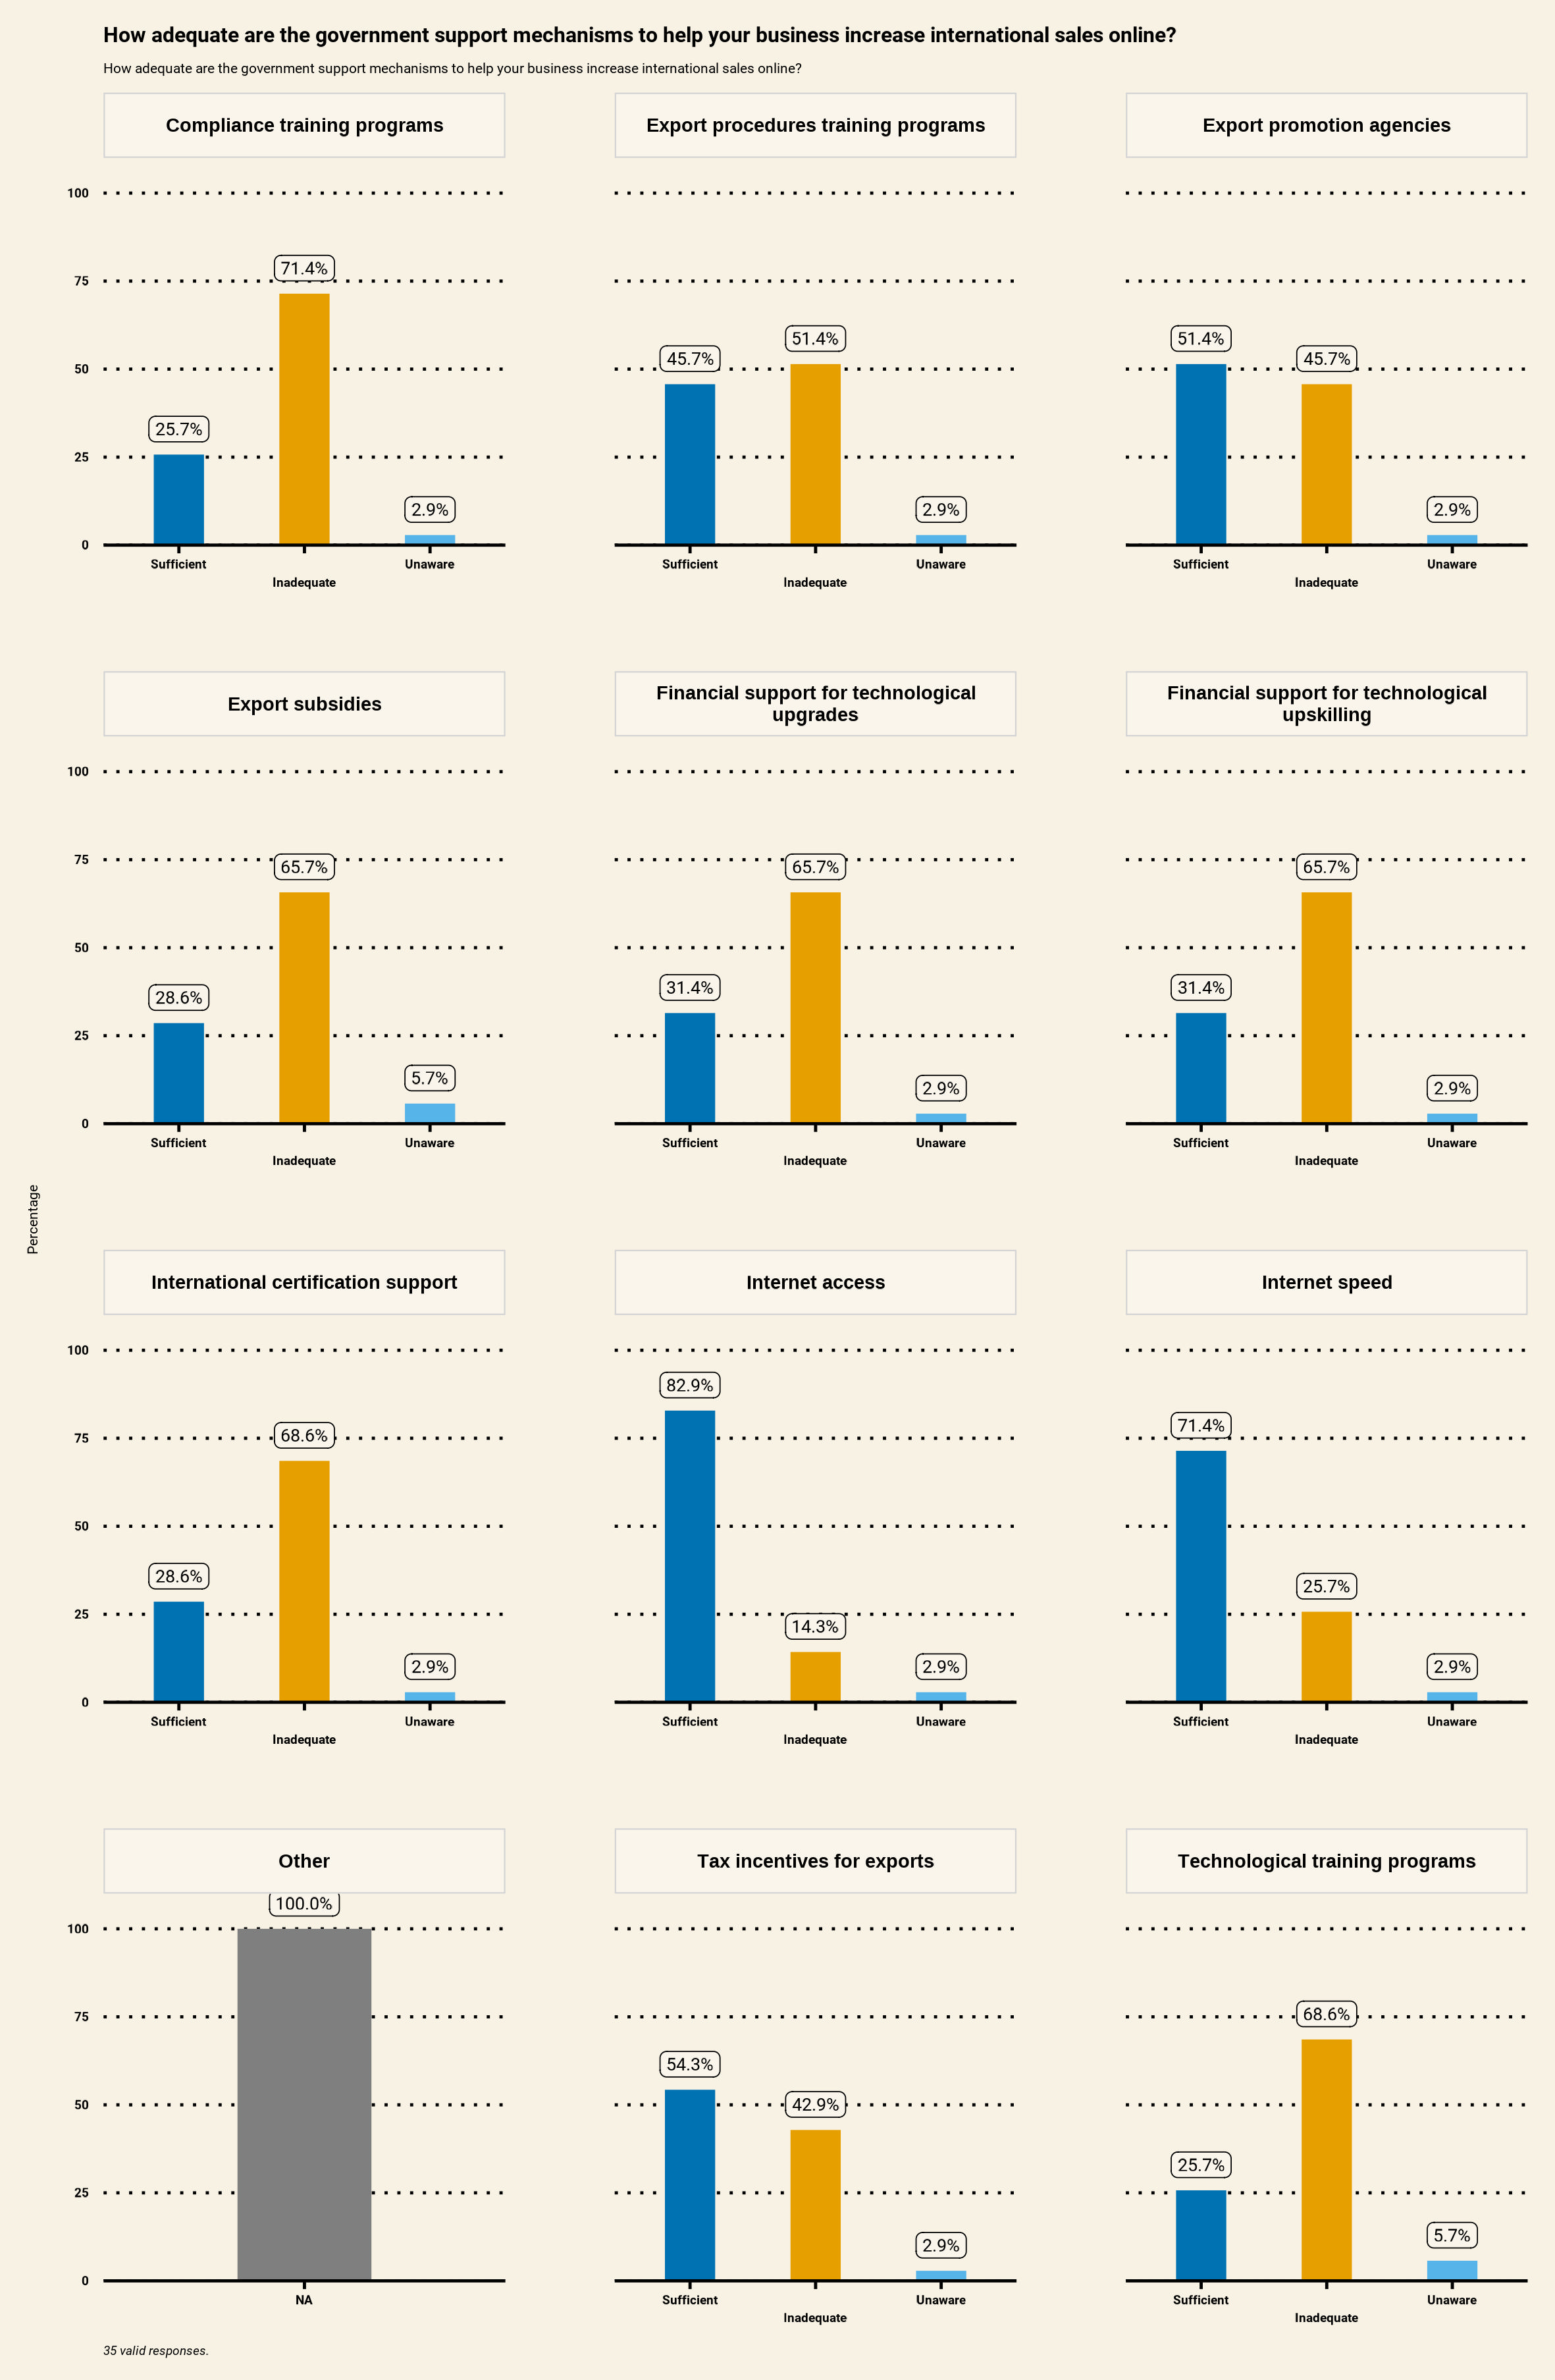 How adequate are the government support mechanisms to help your business increase international sales online?
How adequate are the government support mechanisms to help your business increase international sales online?
Compliance training programs
Export procedures training programs
Export promotion agencies
100
75
50
25
0
71.4%
25.7%
2.9%
Sufficient
Inadequate
Unaware
45.7%
51.4%
2.9%
Sufficient
Inadequate
Unaware
51.4%
45.7%
2.9%
Sufficient
Inadequate
Unaware
Export subsidies
Financial support for technological
upgrades
Financial support for technological
upskilling
100
75
50
25
0
28.6%
65.7%
5.7%
Sufficient
Inadequate
Unaware
31.4%
65.7%
2.9%
Sufficient
Inadequate
Unaware
31.4%
65.7%
2.9%
Sufficient
Inadequate
Unaware
Percentage
International certification support
Internet access
Internet speed
100
75
50
25
0
28.6%
68.6%
2.9%
Sufficient
Inadequate
Unaware
82.9%
14.3%
2.9%
Sufficient
Inadequate
Unaware
71.4%
25.7%
2.9%
Sufficient
Inadequate
Unaware
Other
Tax incentives for exports
Technological training programs
100
75
50
25
0
100.0%
NA
54.3%
42.9%
2.9%
Sufficient
Inadequate
Unaware
25.7%
68.6%
5.7%
Sufficient
Inadequate
Unaware
35 valid responses.